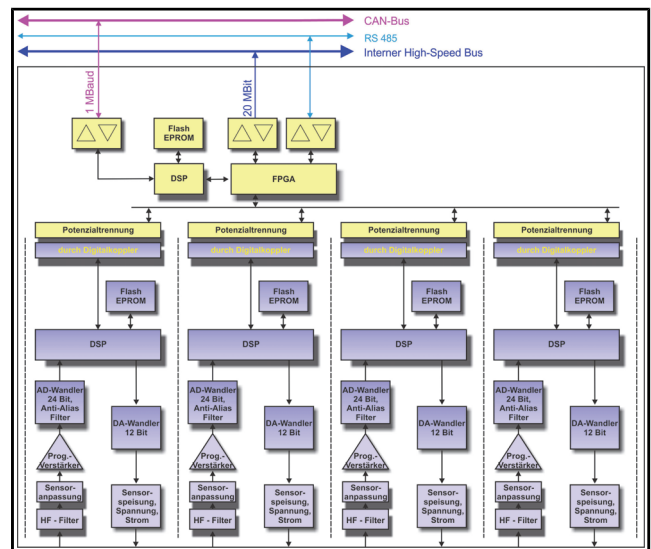 CAN-Bus
RS 485
Interner High-Speed Bus
1 MBaud
20 MBit
Flash
EPROM
DSP
FPGA
Potenzialtrennung
durch Digitalkoppler
Flash
EPROM
DSP
AD-Wandler
24 Bit,
Anti-Alias
Filter
DA-Wandler
12 Bit
Prog.-
Verstärker
Sensor-
anpassung
HF - Filter
Sensor-
speisung,
Spannung,
Strom
Potenzialtrennung
durch Digitalkoppler
Flash
EPROM
DSP
AD-Wandler
24 Bit,
Anti-Alias
Filter
DA-Wandler
12 Bit
Prog.-
Verstärker
Sensor-
anpassung
HF - Filter
Sensor-
speisung,
Spannung,
Strom
Potenzialtrennung
durch Digitalkoppler
Flash
EPROM
DSP
AD-Wandler
24 Bit,
Anti-Alias
Filter
DA-Wandler
12 Bit
Prog.-
Verstärker
Sensor-
anpassung
HF - Filter
Sensor-
speisung,
Spannung,
Strom
Potenzialtrennung
durch Digitalkoppler
Flash
EPROM
DSP
AD-Wandler
24 Bit,
Anti-Alias
Filter
DA-Wandler
12 Bit
Prog.-
Verstärker
Sensor-
anpassung
HF - Filter
Sensor-
speisung,
Spannung,
Strom